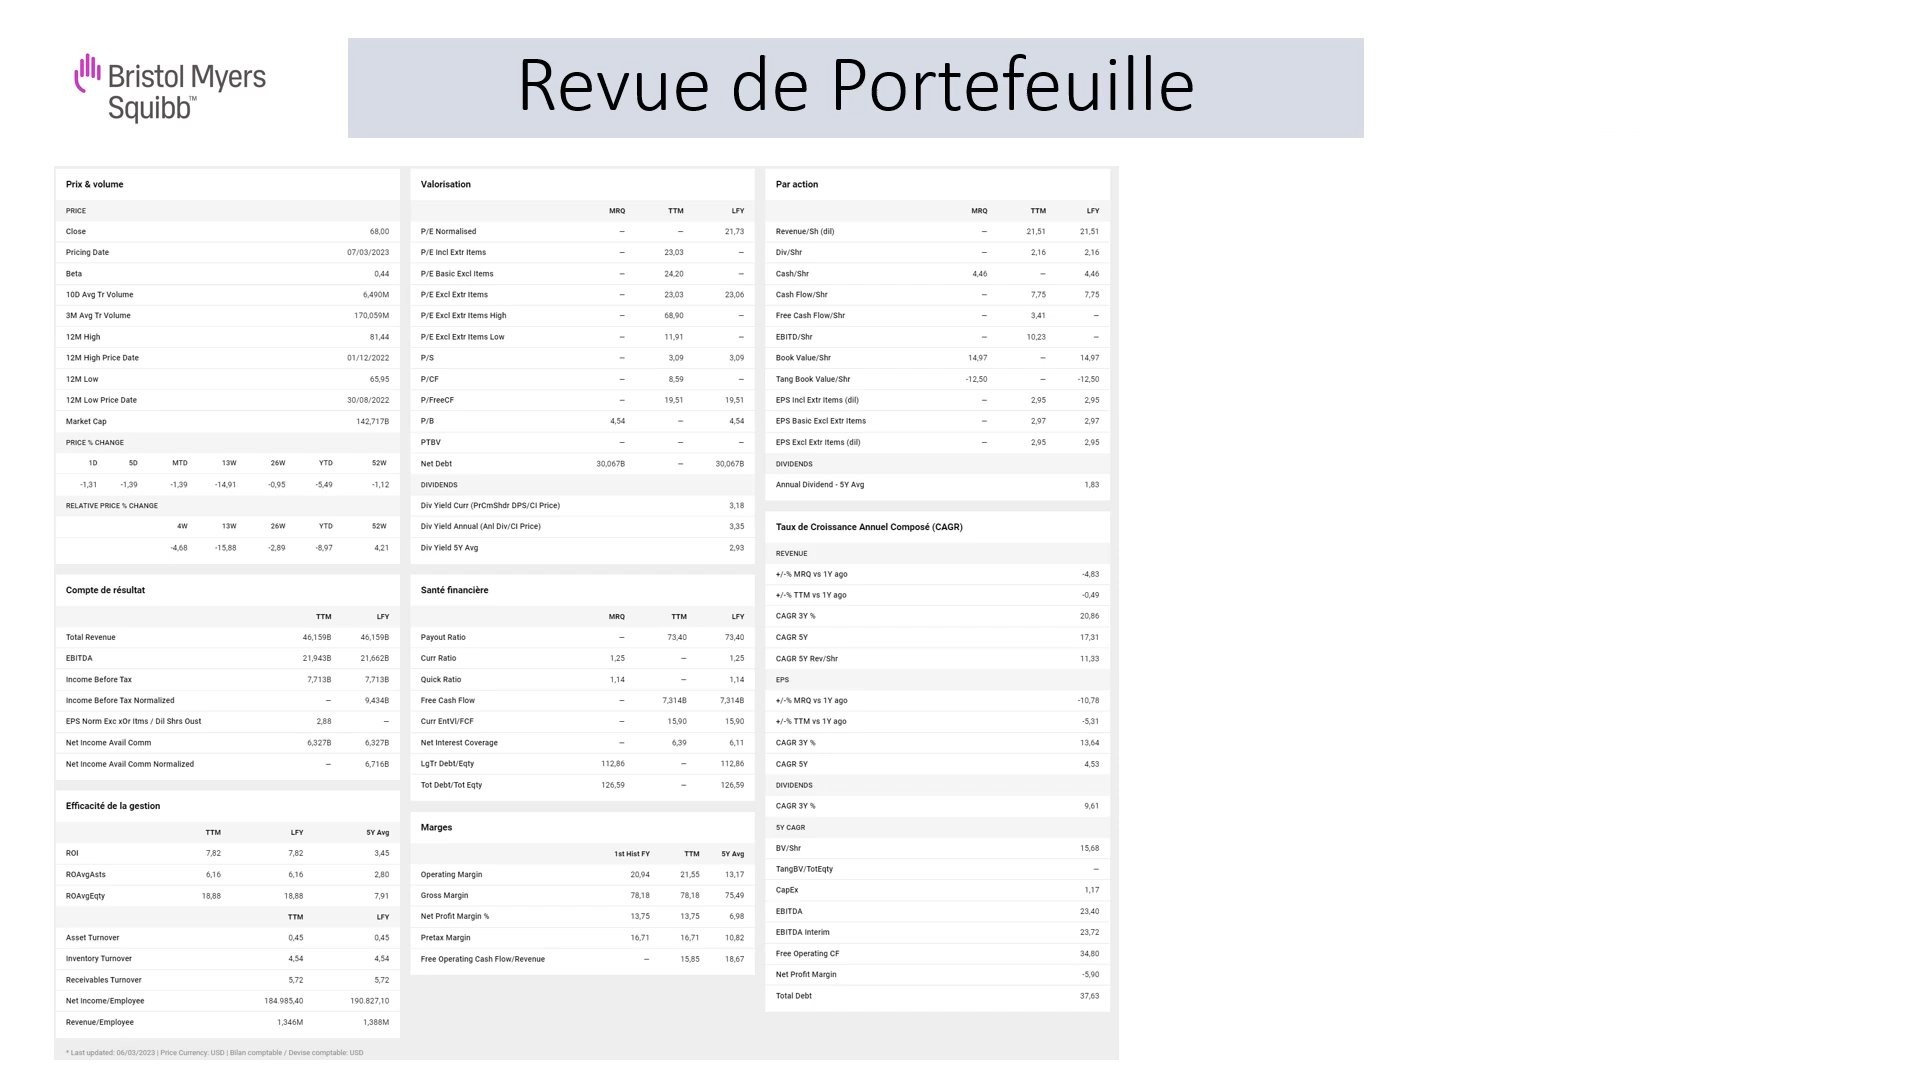 Bristol Myers
Squibb™
Revue de Portefeuille
Prix & volume
PRICE
Close 68,00
Pricing Date 07/03/2023
Beta 0,44
10D Avg Tr Volume 6,490M
3M Avg Tr Volume 170,059M
12M High 81,44
12M High Price Date 01/12/2022
12M Low 65,95
12M Low Price Date 30/08/2022
Market Cap 142,717B
PRICE % CHANGE
1D 5D MTD 13W 26W YTD 52W
-1,31 -1,39 -1,39 -14,91 -0,95 -5,49 -1,12
RELATIVE PRICE % CHANGE
4W 13W 26W YTD 52W
-4,68 -15,88 -2,89 -8,97 4,21
Compte de résultat
TTM LFY
Total Revenue 46,159B 46,159B
EBITDA 21,943B 21,662B
Income Before Tax 7,713B 7,713B
Income Before Tax Normalized — 9,434B
EPS Norm Exc xOr Itms / Dil Shrs Oust 2,88 —
Net Income Avail Comm 6,327B 6,327B
Net Income Avail Comm Normalized — 6,716B
Efficacité de la gestion
TTM LFY 5Y Avg
ROI 7,82 7,82 3,45
ROAvgAsts 6,16 6,16 2,80
ROAvgEqty 18,88 18,88 7,91
TTM LFY
Asset Turnover 0,45 0,45
Inventory Turnover 4,54 4,54
Receivables Turnover 5,72 5,72
Net Income/Employee 184.985,40 190.827,10
Revenue/Employee 1,346M 1,388M
* Last updated: 06/03/2023 | Price Currency: USD | Bilan comptable / Devise comptable: USD
Valorisation
MRQ TTM LFY
P/E Normalised — — 21,73
P/E Incl Extr Items — 23,03 —
P/E Basic Excl Items — 24,20 —
P/E Excl Extr Items — 23,03 23,06
P/E Excl Extr Items High — 68,90 —
P/E Excl Extr Items Low — 11,91 —
P/S — 3,09 3,09
P/CF — 8,59 —
P/FreeCF — 19,51 19,51
P/B 4,54 — 4,54
PTBV — — —
Net Debt 30,067B — 30,067B
DIVIDENDS
Div Yield Curr (PrCmShdr DPS/Cl Price) 3,18
Div Yield Annual (Anl Div/Cl Price) 3,35
Div Yield 5Y Avg 2,93
Santé financière
MRQ TTM LFY
Payout Ratio — 73,40 73,40
Curr Ratio 1,25 — 1,25
Quick Ratio 1,14 — 1,14
Free Cash Flow — 7,314B 7,314B
Curr EntVl/FCF — 15,90 15,90
Net Interest Coverage — 6,39 6,11
LgTr Debt/Eqty 112,86 — 112,86
Tot Debt/Tot Eqty 126,59 — 126,59
Marges
1st Hist FY TTM 5Y Avg
Operating Margin 20,94 21,55 13,17
Gross Margin 78,18 78,18 75,49
Net Profit Margin % 13,75 13,75 6,98
Pretax Margin 16,71 16,71 10,82
Free Operating Cash Flow/Revenue — 15,85 18,67
Par action
MRQ TTM LFY
Revenue/Sh (dil) — 21,51 21,51
Div/Shr — 2,16 2,16
Cash/Shr 4,46 — 4,46
Cash Flow/Shr — 7,75 7,75
Free Cash Flow/Shr — 3,41 —
EBITD/Shr — 10,23 —
Book Value/Shr 14,97 — 14,97
Tang Book Value/Shr -12,50 — -12,50
EPS Incl Extr Items (dil) — 2,95 2,95
EPS Basic Excl Extr Items — 2,97 2,97
EPS Excl Extr Items (dil) — 2,95 2,95
DIVIDENDS
Annual Dividend - 5Y Avg 1,83
Taux de Croissance Annuel Composé (CAGR)
REVENUE
+/-% MRQ vs 1Y ago -4,83
+/-% TTM vs 1Y ago -0,49
CAGR 3Y % 20,86
CAGR 5Y 17,31
CAGR 5Y Rev/Shr 11,33
EPS
+/-% MRQ vs 1Y ago -10,78
+/-% TTM vs 1Y ago -5,31
CAGR 3Y % 13,64
CAGR 5Y 4,53
DIVIDENDS
CAGR 3Y % 9,61
5Y CAGR
BV/Shr 15,68
TangBV/TotEqty —
CapEx 1,17
EBITDA 23,40
EBITDA Interim 23,72
Free Operating CF 34,80
Net Profit Margin -5,90
Total Debt 37,63